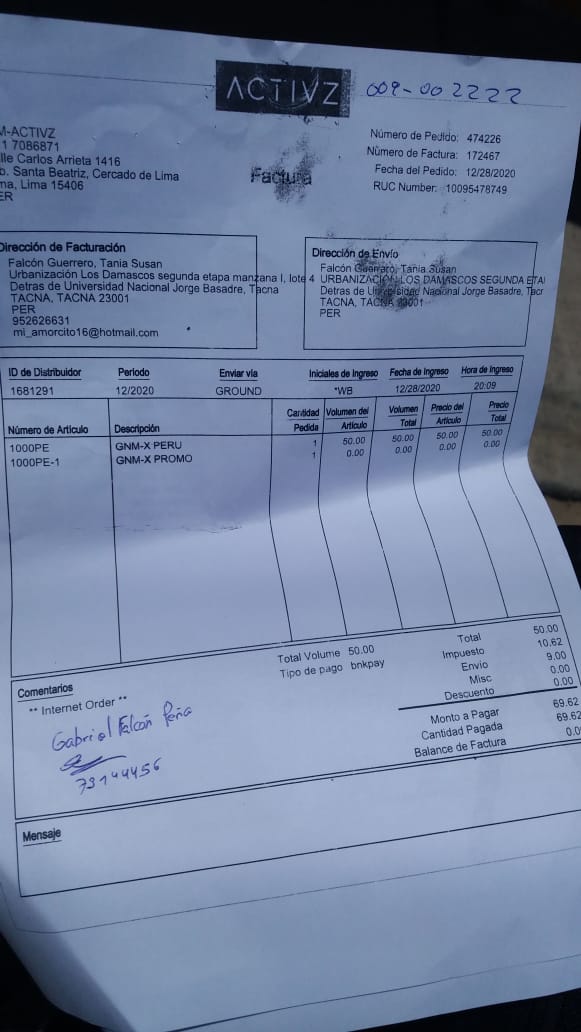 ACTIVZ
009-002222
M-ACTIVZ
1 7086871
lle Carlos Arrieta 1416
b. Santa Beatriz, Cercado de Lima
ma, Lima 15406
ER
Factura
Número de Pedido: 474226
Número de Factura: 172467
Fecha del Pedido: 12/28/2020
RUC Number: 10095478749
Dirección de Facturación
Falcón Guerrero, Tania Susan
Urbanización Los Damascos segunda etapa manzana I, lote 4
Detras de Universidad Nacional Jorge Basadre, Tacna
TACNA, TACNA 23001
PER
952626631
mi_amorcito16@hotmail.com
Dirección de Envío
Falcón Guerrero, Tania Susan
URBANIZACIÓN LOS DAMASCOS SEGUNDA ETA
Detras de Universidad Nacional Jorge Basadre, Tacr
TACNA, TACNA 23001
PER
ID de Distribuidor Periodo Enviar vía Iniciales de Ingreso Fecha de Ingreso Hora de Ingreso
1681291 12/2020 GROUND *WB 12/28/2020 20:09
Número de Artículo Descripción Cantidad Pedida Volumen del Artículo Volumen Total Precio del Artículo Precio Total
1000PE GNM-X PERU 1 50.00 50.00 50.00 50.00
1000PE-1 GNM-X PROMO 1 0.00 0.00 0.00 0.00
Total Volume 50.00
Tipo de pago bnkpay
Total 50.00
Impuesto 10.62
Envío 9.00
Misc 0.00
Descuento 0.00
Monto a Pagar 69.62
Cantidad Pagada 69.62
Balance de Factura 0.0
Comentarios
** Internet Order **
Gabriel Falcón Peña
73144456
Mensaje